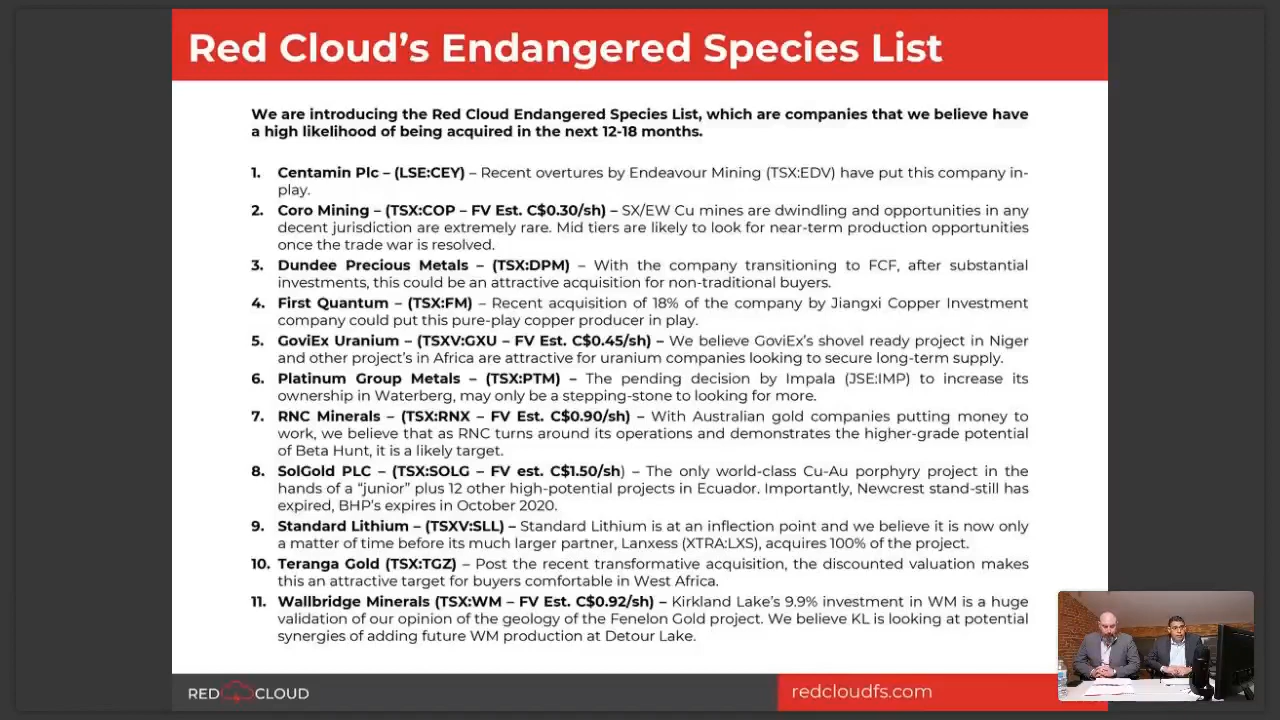 Red Cloud's Endangered Species List
We are introducing the Red Cloud Endangered Species List, which are companies that we believe have
a high likelihood of being acquired in the next 12-18 months.
1. Centamin Plc – (LSE:CEY) – Recent overtures by Endeavour Mining (TSX:EDV) have put this company in-
play.
2. Coro Mining – (TSX:COP – FV Est. C$0.30/sh) – SX/EW Cu mines are dwindling and opportunities in any
decent jurisdiction are extremely rare. Mid tiers are likely to look for near-term production opportunities
once the trade war is resolved.
3. Dundee Precious Metals – (TSX:DPM) – With the company transitioning to FCF, after substantial
investments, this could be an attractive acquisition for non-traditional buyers.
4. First Quantum – (TSX:FM) – Recent acquisition of 18% of the company by Jiangxi Copper Investment
company could put this pure-play copper producer in play.
5. GoviEx Uranium – (TSXV:GXU – FV Est. C$0.45/sh) – We believe GoviEx's shovel ready project in Niger
and other project's in Africa are attractive for uranium companies looking to secure long-term supply.
6. Platinum Group Metals – (TSX:PTM) – The pending decision by Impala (JSE:IMP) to increase its
ownership in Waterberg, may only be a stepping-stone to looking for more.
7. RNC Minerals – (TSX:RNX – FV Est. C$0.90/sh) – With Australian gold companies putting money to
work, we believe that as RNC turns around its operations and demonstrates the higher-grade potential
of Beta Hunt, it is a likely target.
8. SolGold PLC – (TSX:SOLG – FV est. C$1.50/sh) – The only world-class Cu-Au porphyry project in the
hands of a "junior" plus 12 other high-potential projects in Ecuador. Importantly, Newcrest stand-still has
expired, BHP's expires in October 2020.
9. Standard Lithium – (TSXV:SLL) – Standard Lithium is at an inflection point and we believe it is now only
a matter of time before its much larger partner, Lanxess (XTRA:LXS), acquires 100% of the project.
10. Teranga Gold (TSX:TGZ) – Post the recent transformative acquisition, the discounted valuation makes
this an attractive target for buyers comfortable in West Africa.
11. Wallbridge Minerals (TSX:WM – FV Est. C$0.92/sh) – Kirkland Lake's 9.9% investment in WM is a huge
validation of our opinion of the geology of the Fenelon Gold project. We believe KL is looking at potential
synergies of adding future WM production at Detour Lake.
RED CLOUD
redcloudfs.com